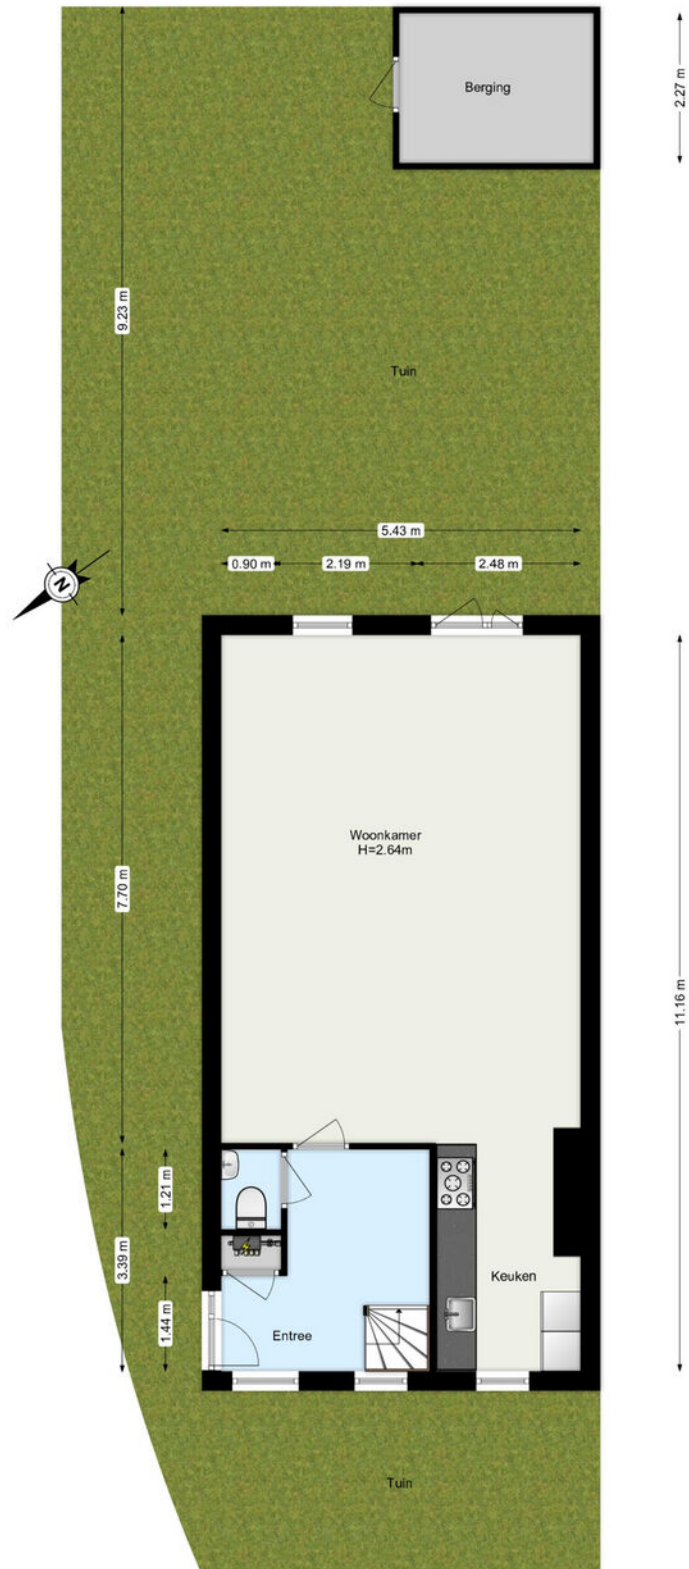 Berging
2.27 m
9.23 m
Tuin
5.43 m
0.90 m
2.19 m
2.48 m
N
Woonkamer
H=2.64m
7.70 m
11.16 m
1.21 m
3.39 m
Keuken
1.44 m
Entree
Tuin